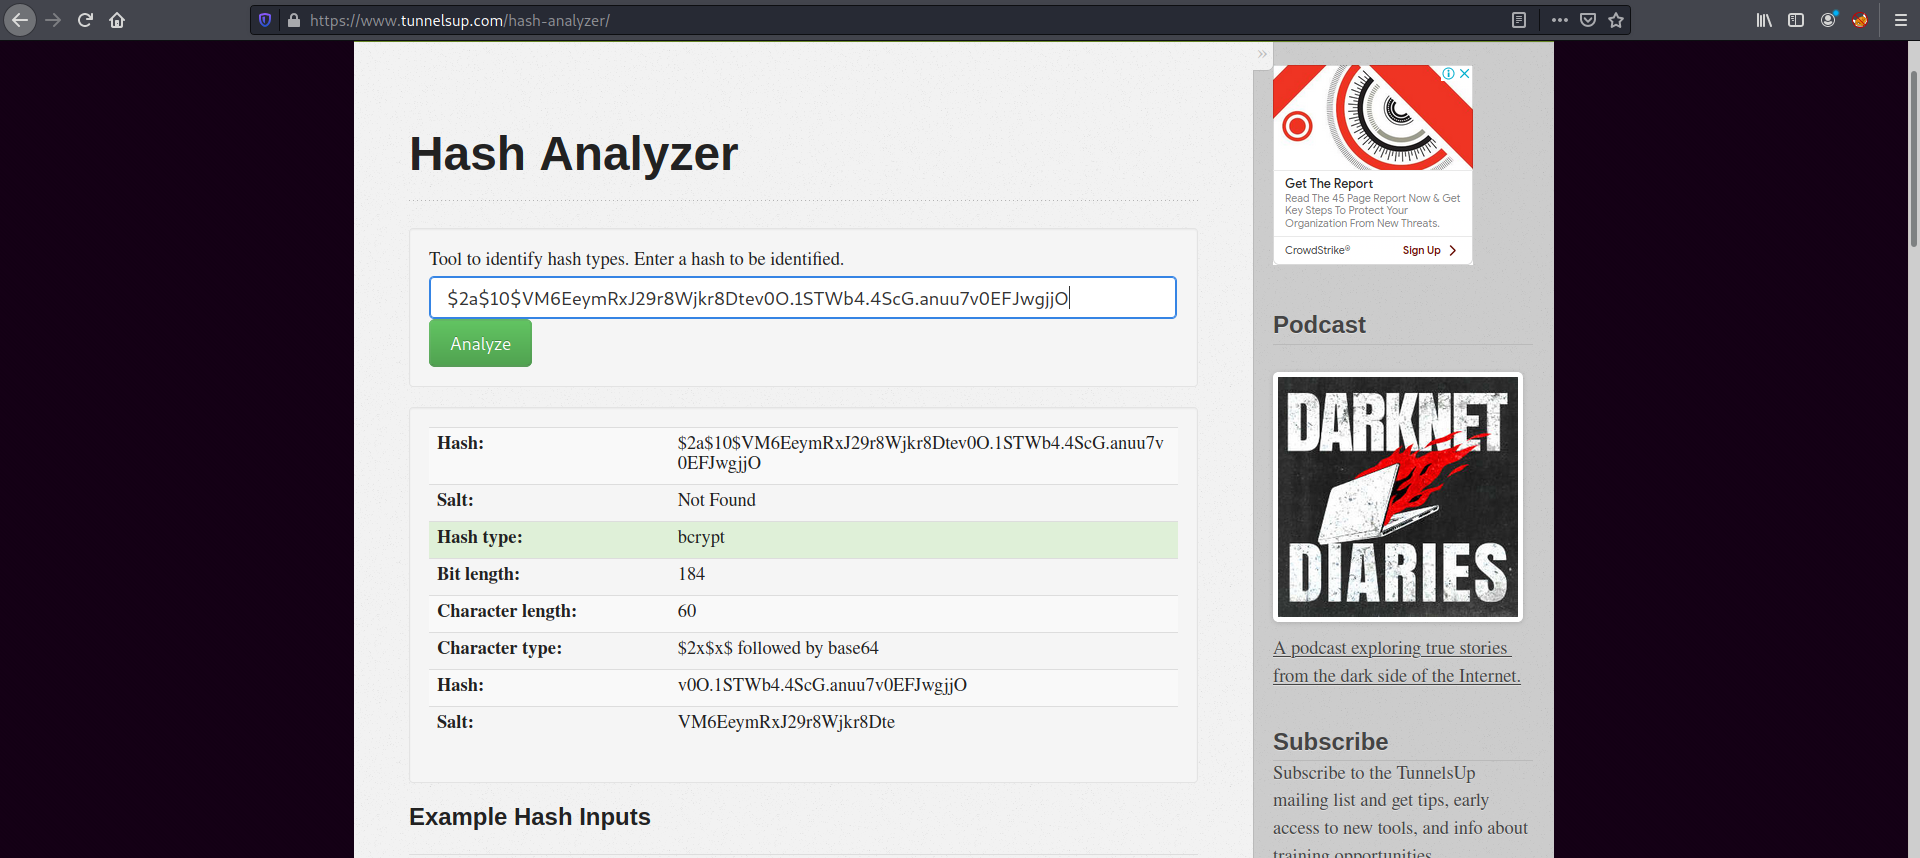 https://www.tunnelsup.com/hash-analyzer/
»
Hash Analyzer
Tool to identify hash types. Enter a hash to be identified.
$2a$10$VM6EeymRxJ29r8Wjkr8Dtev0O.1STWb4.4ScG.anuu7v0EFJwgjjO
Analyze
Hash: $2a$10$VM6EeymRxJ29r8Wjkr8Dtev0O.1STWb4.4ScG.anuu7v
0EFJwgjjO
Salt: Not Found
Hash type: bcrypt
Bit length: 184
Character length: 60
Character type: $2x$x$ followed by base64
Hash: v0O.1STWb4.4ScG.anuu7v0EFJwgjjO
Salt: VM6EeymRxJ29r8Wjkr8Dte
Example Hash Inputs
Get The Report
Read The 45 Page Report Now & Get
Key Steps To Protect Your
Organization From New Threats.
CrowdStrike® Sign Up
Podcast
DARKNET
DIARIES
A podcast exploring true stories
from the dark side of the Internet.
Subscribe
Subscribe to the TunnelsUp
mailing list and get tips, early
access to new tools, and info about
training opportunities